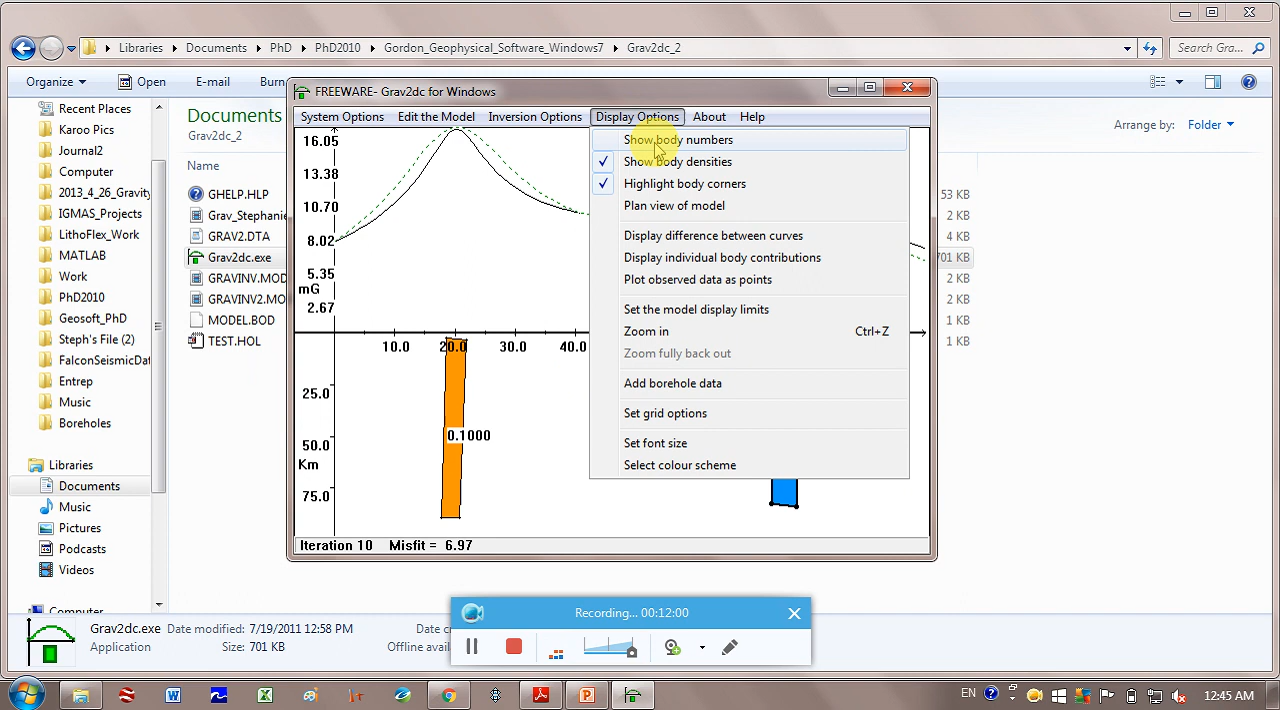 Libraries
Documents
PhD
PhD2010
Gordon_Geophysical_Software_Windows7
Grav2dc_2
Search Gra...
Organize
Open
E-mail
Burn
Recent Places
Karoo Pics
Journal2
Computer
2013_4_26_Gravity
IGMAS_Projects
LithoFlex_Work
MATLAB
Work
PhD2010
Geosoft_PhD
Steph's File (2)
FalconSeismicDat
Entrep
Music
Boreholes
Libraries
Documents
Music
Pictures
Podcasts
Videos
Computer
Documents
Grav2dc_2
Arrange by: Folder
Name
GHELP.HLP
Grav_Stephanie
GRAV2.DTA
Grav2dc.exe
GRAVINV.MOD
GRAVINV2.MO
MODEL.BOD
TEST.HOL
53 KB
2 KB
4 KB
701 KB
2 KB
2 KB
1 KB
1 KB
FREEWARE- Grav2dc for Windows
System Options
Edit the Model
Inversion Options
Display Options
About
Help
Show body numbers
Show body densities
Highlight body corners
Plan view of model
Display difference between curves
Display individual body contributions
Plot observed data as points
Set the model display limits
Zoom in Ctrl+Z
Zoom fully back out
Add borehole data
Set grid options
Set font size
Select colour scheme
16.05
13.38
10.70
8.02
5.35
mG
2.67
10.0 20.0 30.0 40.0
25.0
0.1000
50.0
Km
75.0
Iteration 10 Misfit = 6.97
Recording... 00:12:00
Grav2dc.exe Date modified: 7/19/2011 12:58 PM
Date c
Application
Size: 701 KB
Offline avail
EN
12:45 AM